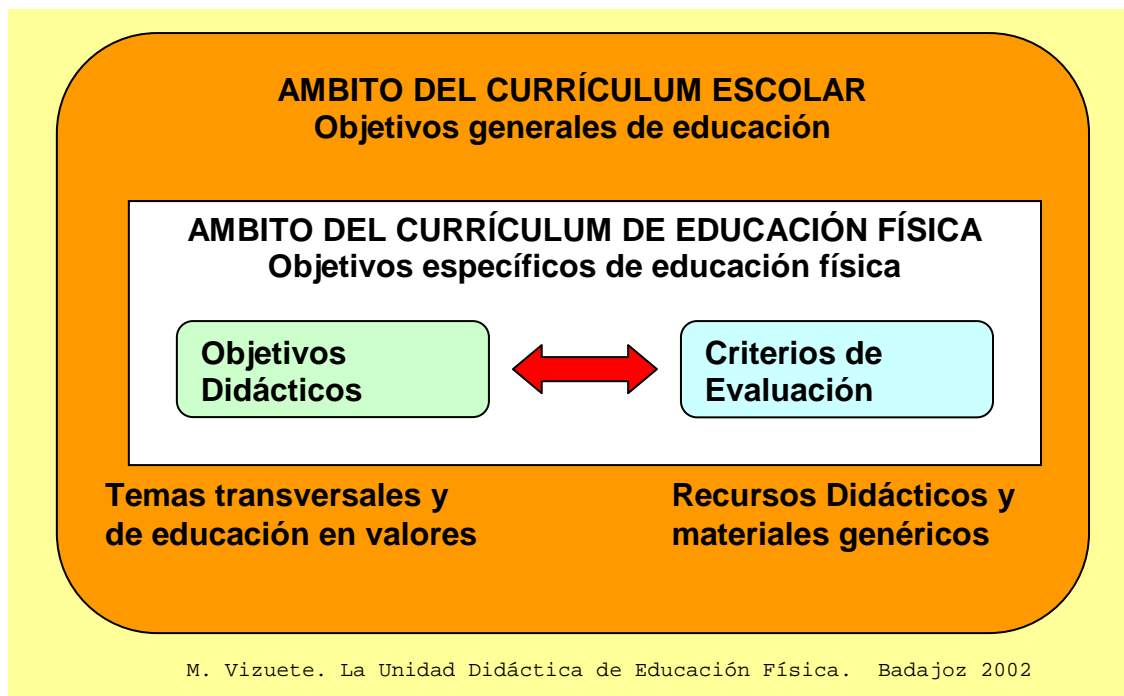 AMBITO DEL CURRÍCULUM ESCOLAR
Objetivos generales de educación
AMBITO DEL CURRÍCULUM DE EDUCACIÓN FÍSICA
Objetivos específicos de educación física
Objetivos
Didácticos
Criterios de
Evaluación
Temas transversales y
de educación en valores
Recursos Didácticos y
materiales genéricos
M. Vizuete. La Unidad Didáctica de Educación Física. Badajoz 2002